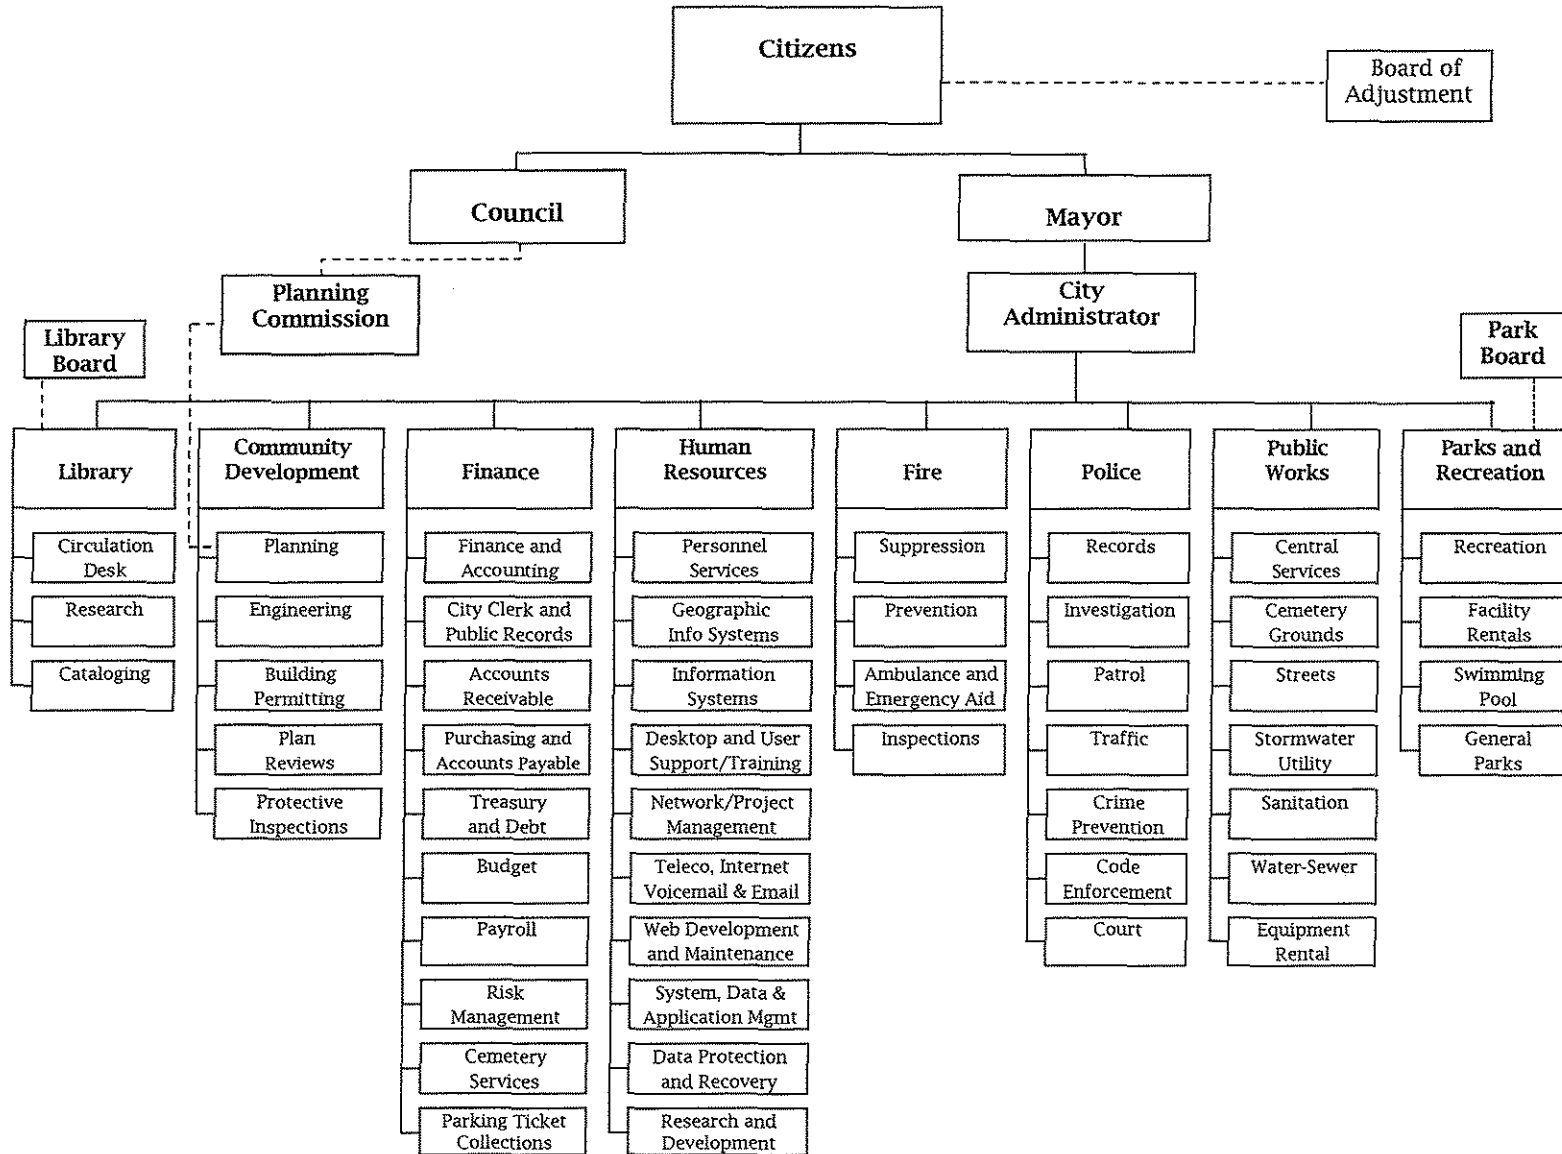 Citizens
Board of
Adjustment
Council
Mayor
Planning
Commission
City
Administrator
Library
Board
Park
Board
Library
Community
Development
Finance
Human
Resources
Fire
Police
Public
Works
Parks and
Recreation
Circulation
Desk
Research
Cataloging
Planning
Engineering
Building
Permitting
Plan
Reviews
Protective
Inspections
Finance and
Accounting
City Clerk and
Public Records
Accounts
Receivable
Purchasing and
Accounts Payable
Treasury
and Debt
Budget
Payroll
Risk
Management
Cemetery
Services
Parking Ticket
Collections
Personnel
Services
Geographic
Info Systems
Information
Systems
Desktop and User
Support/Training
Network/Project
Management
Teleco, Internet
Voicemail & Email
Web Development
and Maintenance
System, Data &
Application Mgmt
Data Protection
and Recovery
Research and
Development
Suppression
Prevention
Ambulance and
Emergency Aid
Inspections
Records
Investigation
Patrol
Traffic
Crime
Prevention
Code
Enforcement
Court
Central
Services
Cemetery
Grounds
Streets
Stormwater
Utility
Sanitation
Water-Sewer
Equipment
Rental
Recreation
Facility
Rentals
Swimming
Pool
General
Parks